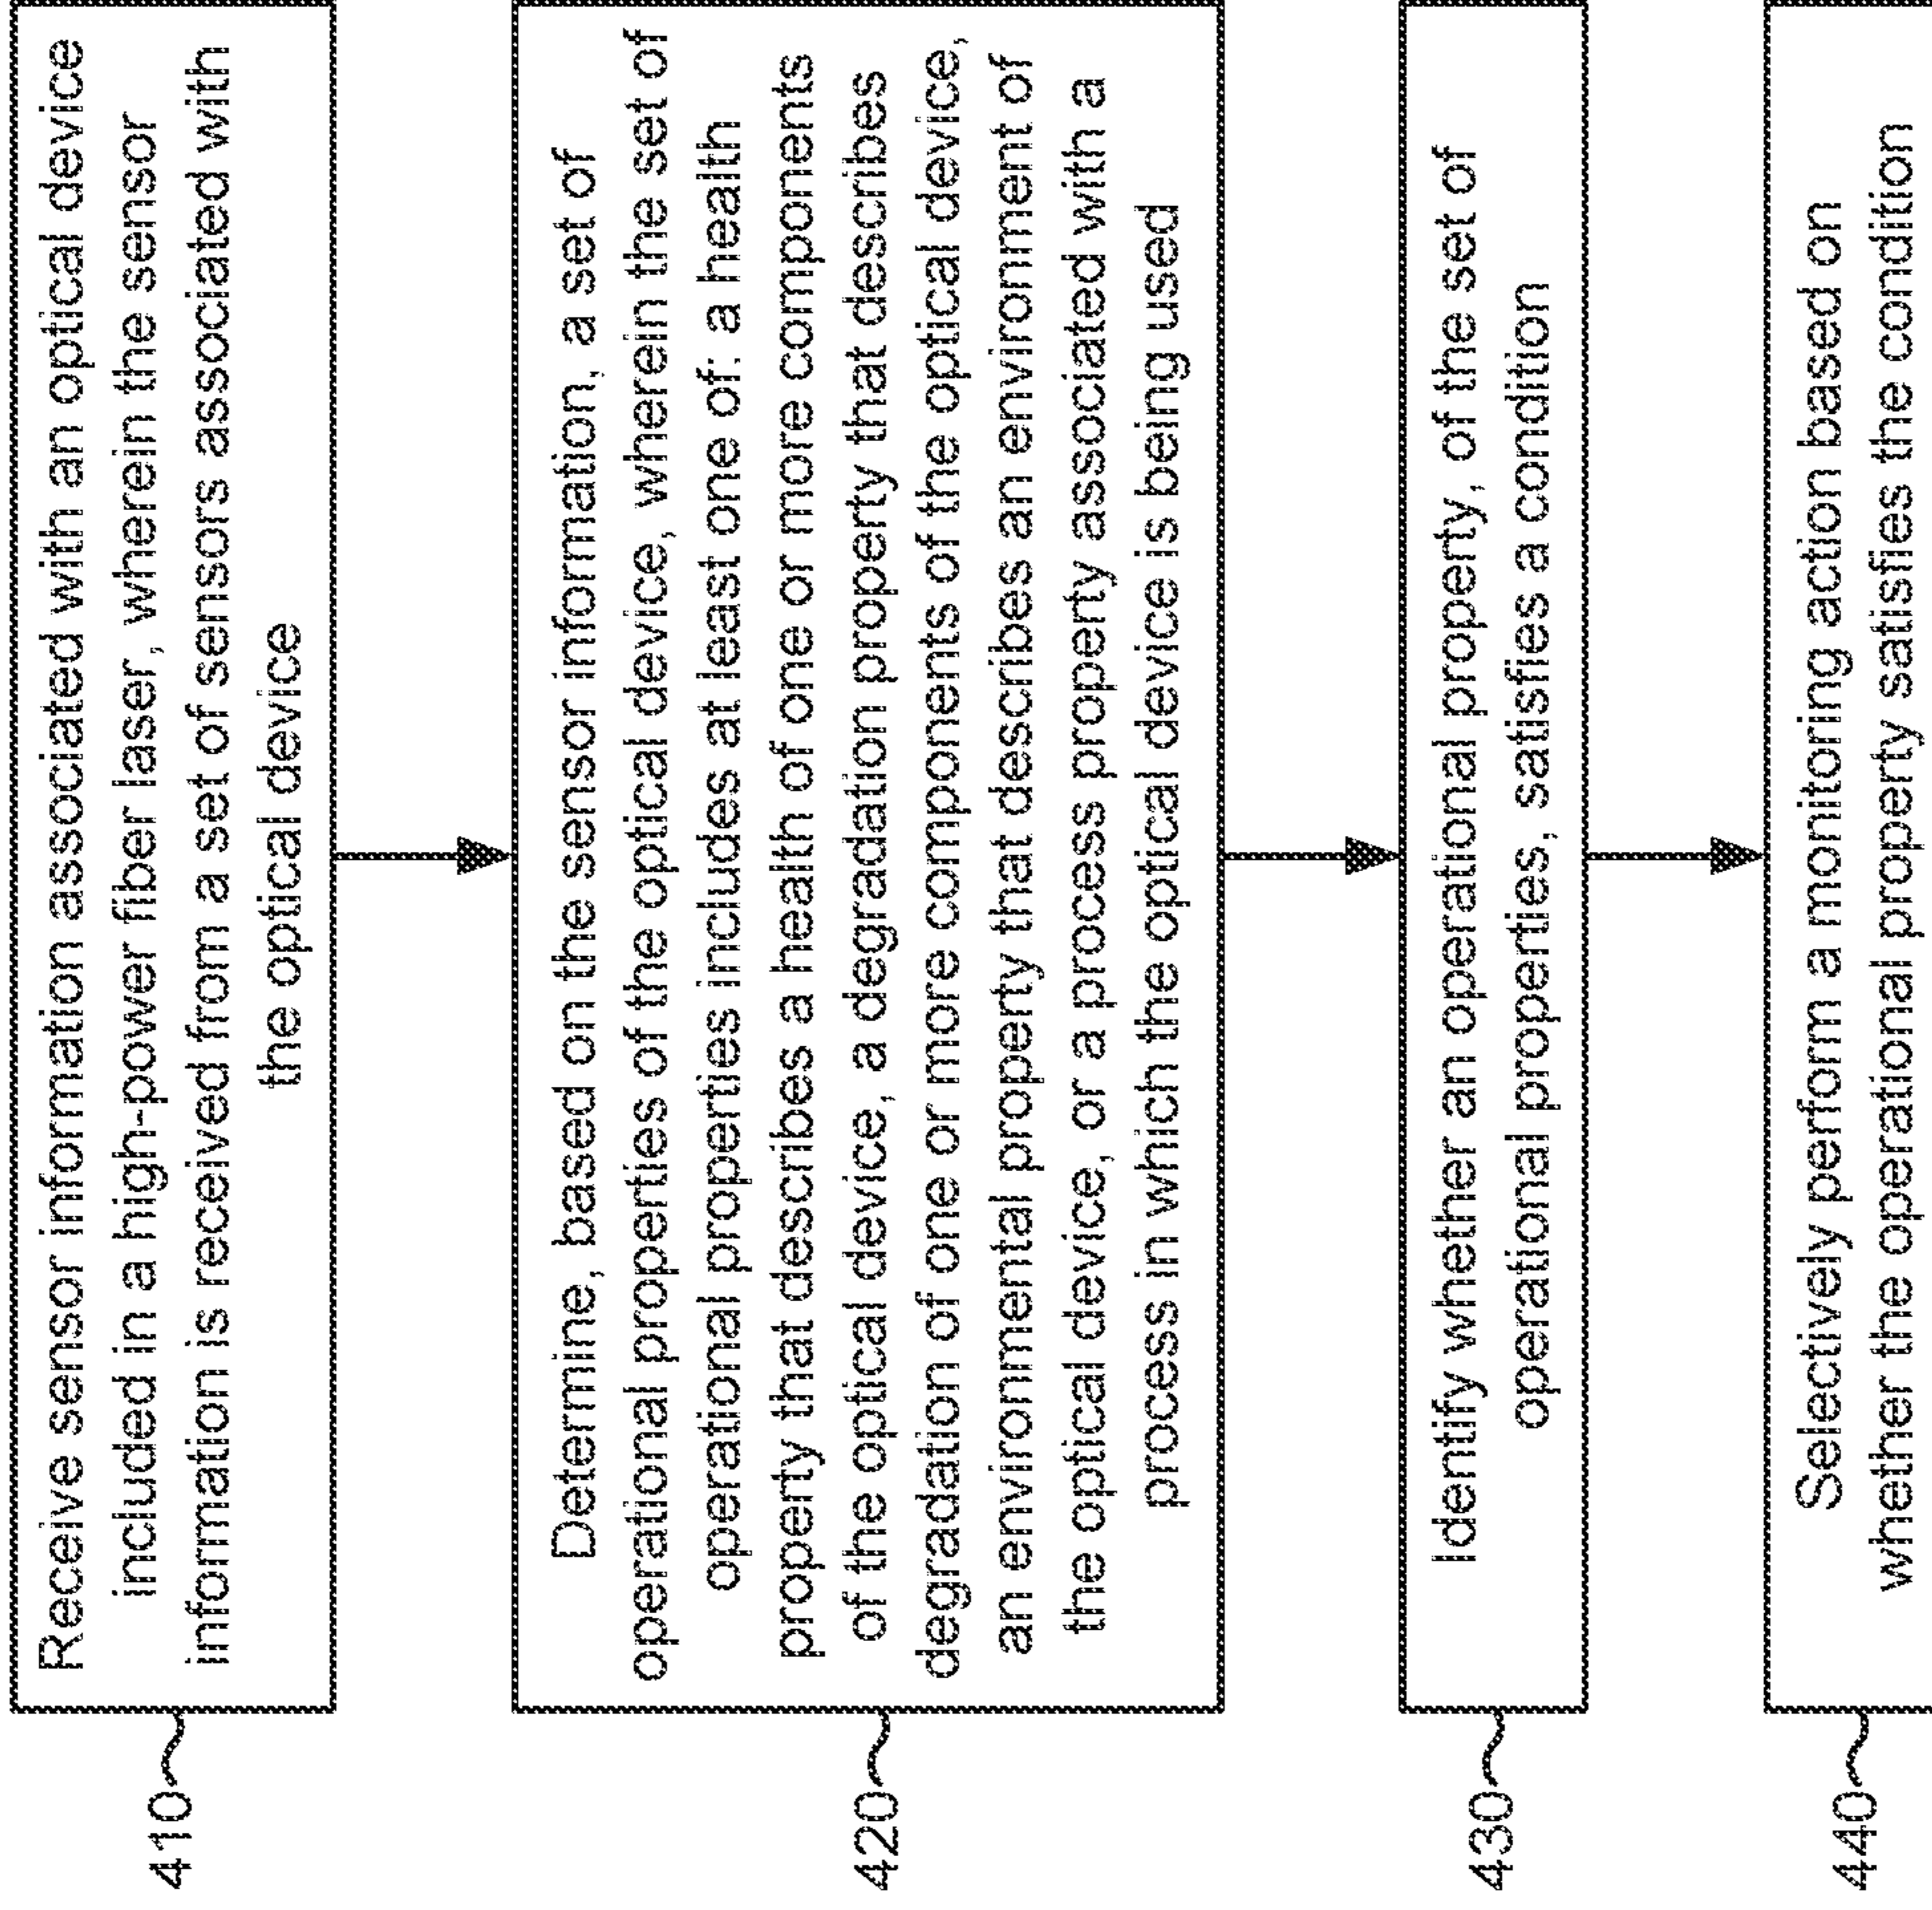 410
Receive sensor information associated with an optical device
included in a high-power fiber laser, wherein the sensor
information is received from a set of sensors associated with
the optical device
420
Determine, based on the sensor information, a set of
operational properties of the optical device, wherein the set of
operational properties includes at least one of: a health
property that describes a health of one or more components
of the optical device, a degradation property that describes
degradation of one or more components of the optical device,
an environmental property that describes an environment of
the optical device, or a process property associated with a
process in which the optical device is being used
430
Identify whether an operational property, of the set of
operational properties, satisfies a condition
440
Selectively perform a monitoring action based on
whether the operational property satisfies the condition